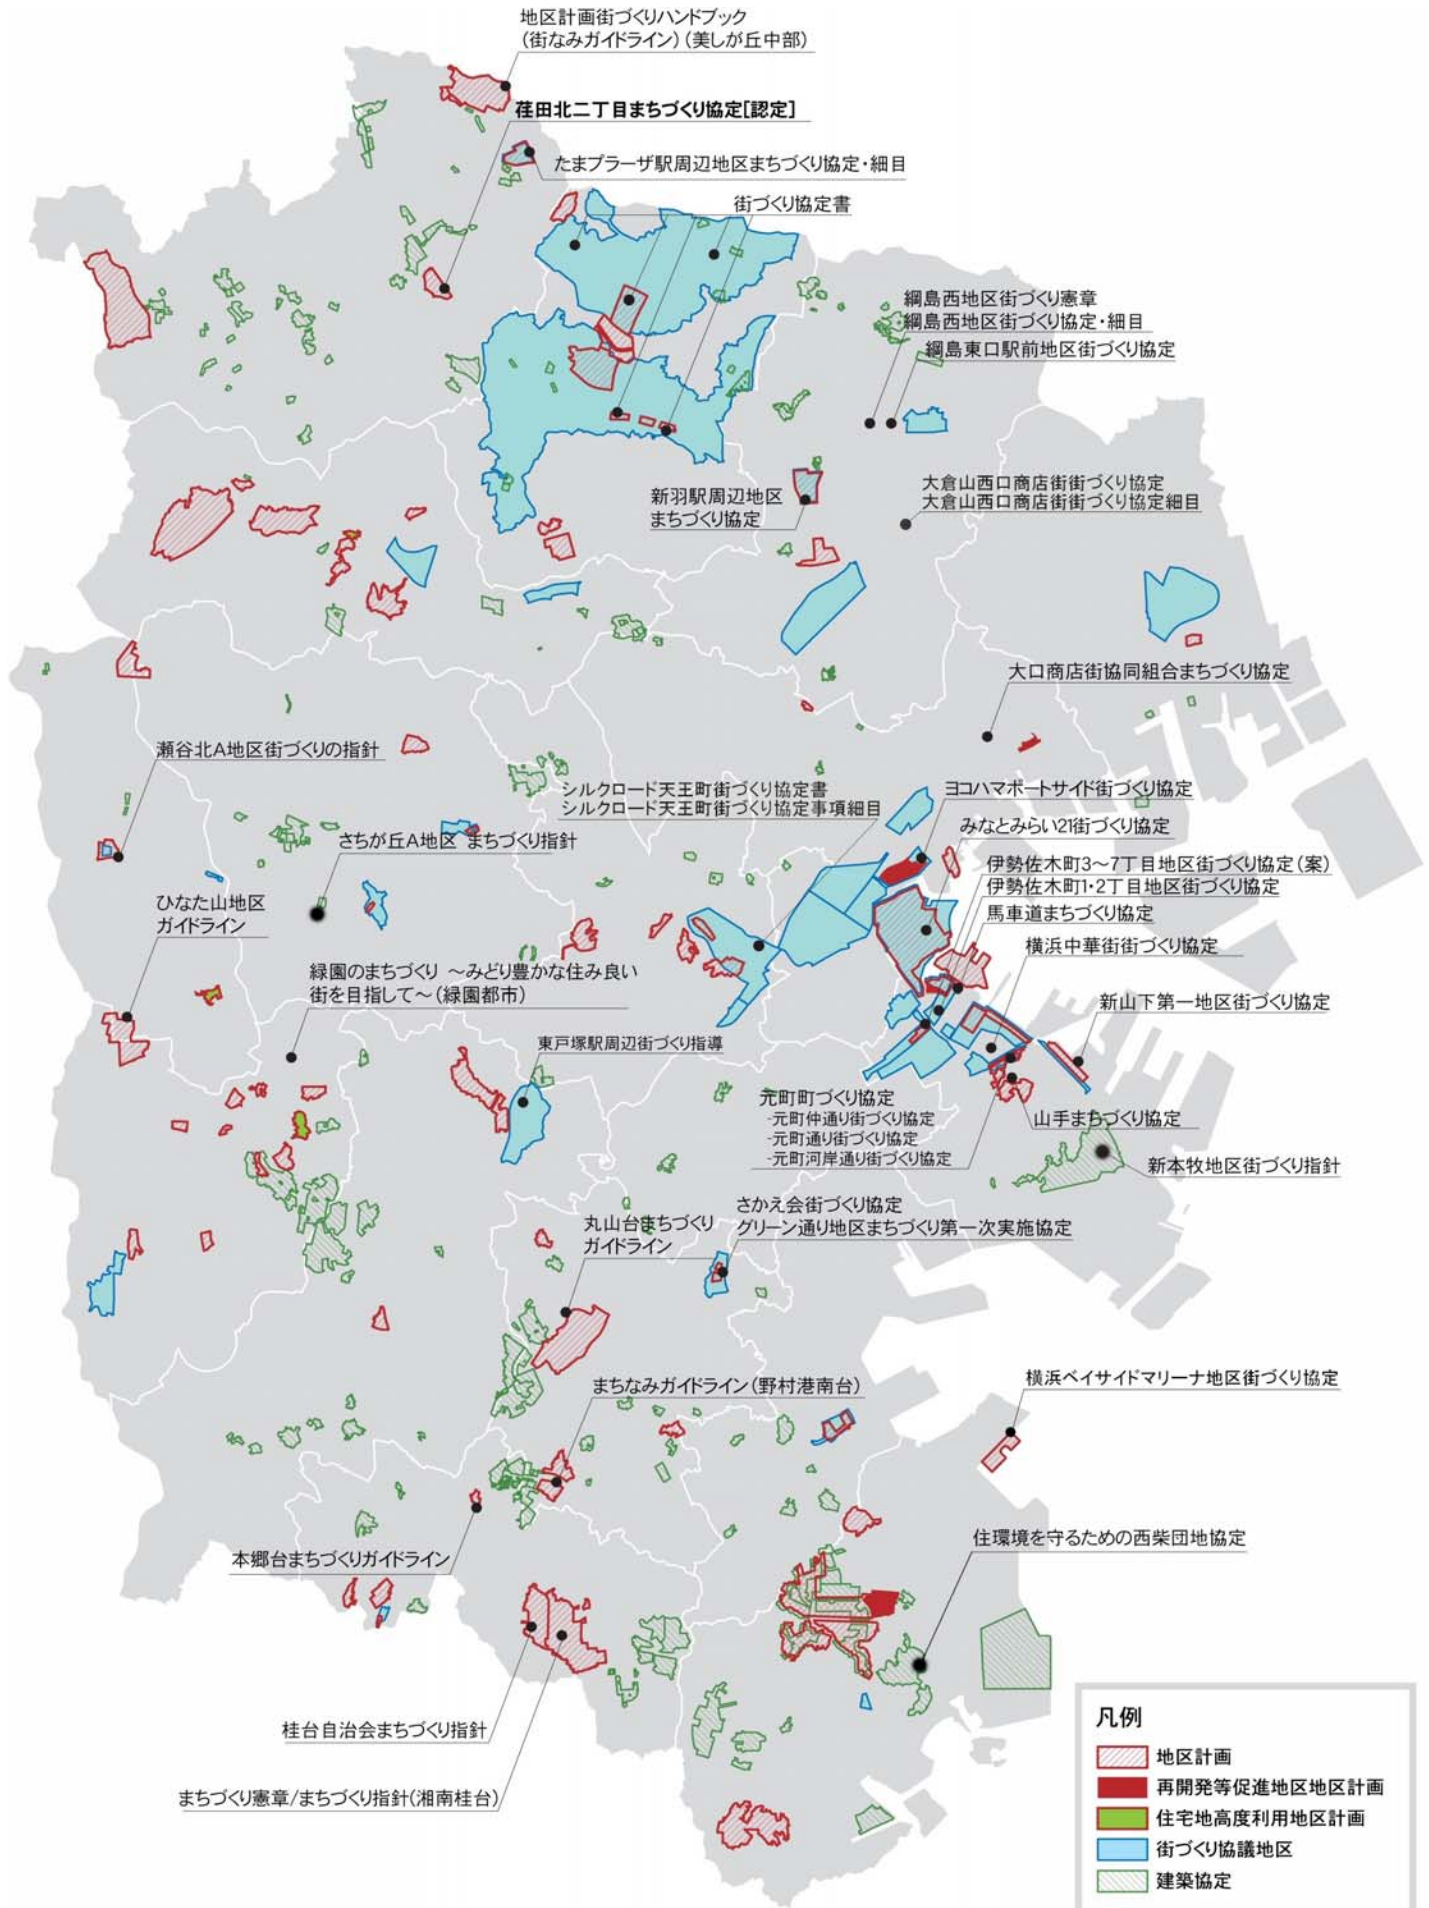 地区計画街づくりハンドブック
(街なみガイドライン)(美しが丘中部)
荏田北二丁目まちづくり協定[認定]
たまプラーザ駅周辺地区まちづくり協定・細目
街づくり協定書
綱島西地区街づくり憲章
綱島西地区街づくり協定・細目
綱島東口駅前地区街づくり協定
新羽駅周辺地区
まちづくり協定
大倉山西口商店街街づくり協定
大倉山西口商店街街づくり協定細目
大口商店街協同組合まちづくり協定
瀬谷北A地区街づくりの指針
シルクロード天王町街づくり協定書
シルクロード天王町街づくり協定事項細目
ヨコハマポートサイド街づくり協定
みなとみらい21街づくり協定
さちが丘A地区 まちづくり指針
伊勢佐木町3～7丁目地区街づくり協定(案)
伊勢佐木町1・2丁目地区街づくり協定
馬車道まちづくり協定
ひなた山地区
ガイドライン
横浜中華街街づくり協定
緑園のまちづくり ～みどり豊かな住み良い
街を目指して～(緑園都市)
新山下第一地区街づくり協定
東戸塚駅周辺街づくり指導
元町町づくり協定
-元町仲通り街づくり協定
-元町通り街づくり協定
-元町河岸通り街づくり協定
山手まちづくり協定
新本牧地区街づくり指針
さかえ会街づくり協定
グリーン通り地区まちづくり第一次実施協定
丸山台まちづくり
ガイドライン
まちなみガイドライン(野村港南台)
横浜ベイサイドマリーナ地区街づくり協定
住環境を守るための西柴団地協定
本郷台まちづくりガイドライン
桂台自治会まちづくり指針
まちづくり憲章/まちづくり指針(湘南桂台)
凡例
地区計画
再開発等促進地区地区計画
住宅地高度利用地区計画
街づくり協議地区
建築協定